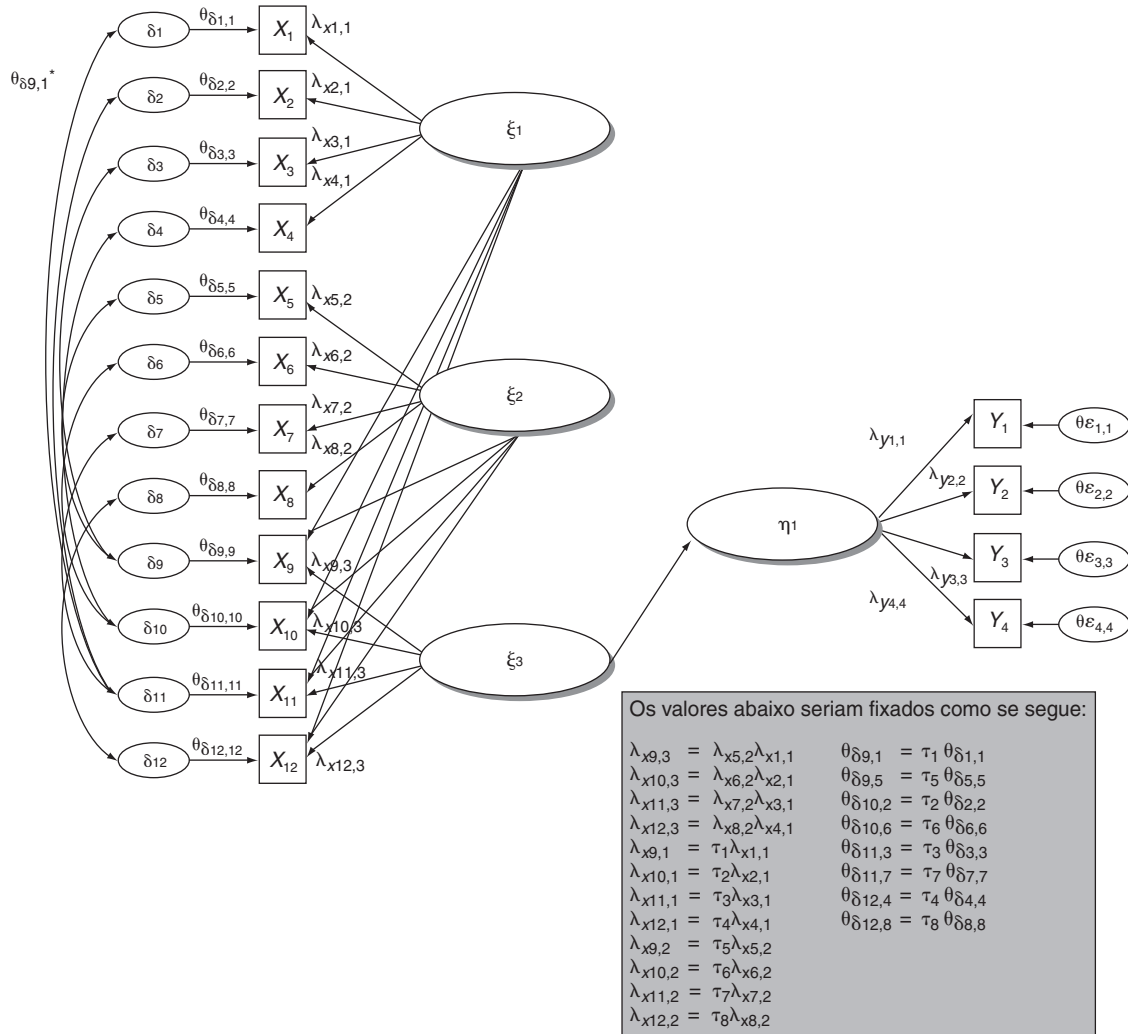 δ1 θδ1,1 X1 λx1,1
θδ9,1*
δ2 θδ2,2 X2 λx2,1
ξ1
δ3 θδ3,3 X3 λx3,1
λx4,1
δ4 θδ4,4 X4
δ5 θδ5,5 X5 λx5,2
δ6 θδ6,6 X6 λx6,2
ξ2
δ7 θδ7,7 X7 λx7,2
λx8,2
δ8 θδ8,8 X8
δ9 θδ9,9 X9 λx9,3
δ10 θδ10,10 X10 λx10,3
ξ3
δ11 θδ11,11 X11 λx11,3
δ12 θδ12,12 X12 λx12,3
η1
λy1,1 Y1 θε1,1
λy2,2 Y2 θε2,2
Y3 θε3,3
λy3,3
λy4,4 Y4 θε4,4
Os valores abaixo seriam fixados como se segue:
λx9,3 = λx5,2λx1,1 θδ9,1 = τ1 θδ1,1
λx10,3 = λx6,2λx2,1 θδ9,5 = τ5 θδ5,5
λx11,3 = λx7,2λx3,1 θδ10,2 = τ2 θδ2,2
λx12,3 = λx8,2λx4,1 θδ10,6 = τ6 θδ6,6
λx9,1 = τ1λx1,1 θδ11,3 = τ3 θδ3,3
λx10,1 = τ2λx2,1 θδ11,7 = τ7 θδ7,7
λx11,1 = τ3λx3,1 θδ12,4 = τ4 θδ4,4
λx12,1 = τ4λx4,1 θδ12,8 = τ8 θδ8,8
λx9,2 = τ5λx5,2
λx10,2 = τ6λx6,2
λx11,2 = τ7λx7,2
λx12,2 = τ8λx8,2